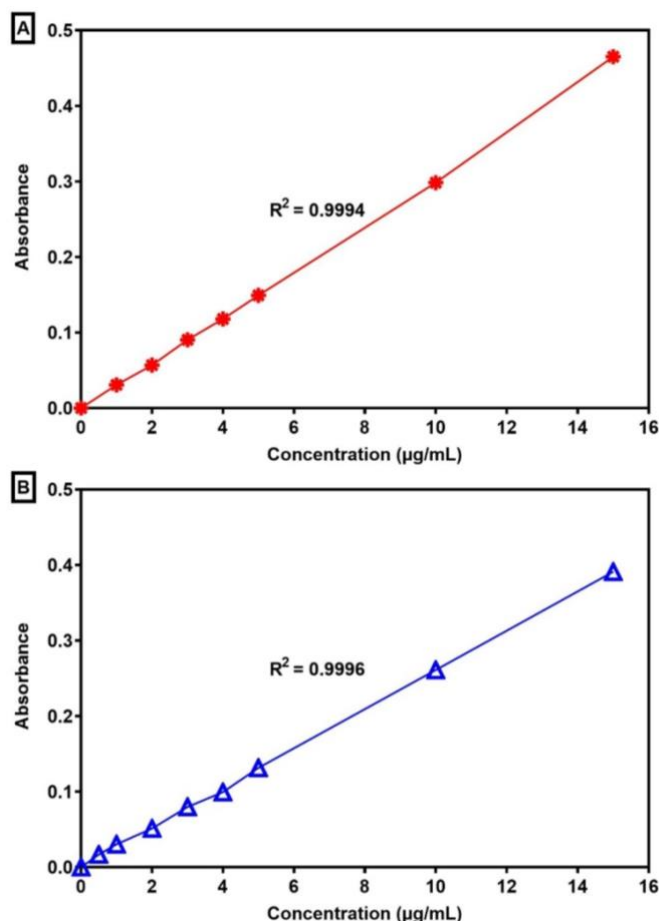 A
0.5
0.4
0.3
0.2
0.1
0.0
Absorbance
R² = 0.9994
0 2 4 6 8 10 12 14 16
Concentration (µg/mL)
B
0.5
0.4
0.3
0.2
0.1
0.0
Absorbance
R² = 0.9996
0 2 4 6 8 10 12 14 16
Concentration (µg/mL)